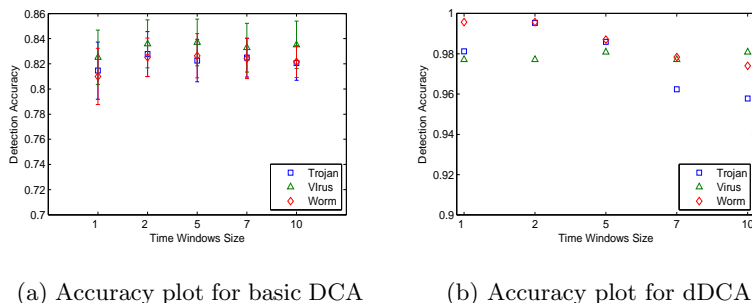 0.86
0.84
0.82
0.8
0.78
0.76
0.74
0.72
0.7
Detection Accuracy
1
2
5
7
10
Time Windows Size
Trojan
VIrus
Worm
(a) Accuracy plot for basic DCA
1
0.98
0.96
0.94
0.92
0.9
Detection Accuracy
1
2
5
7
10
Time Windows Size
Trojan
Virus
Worm
(b) Accuracy plot for dDCA